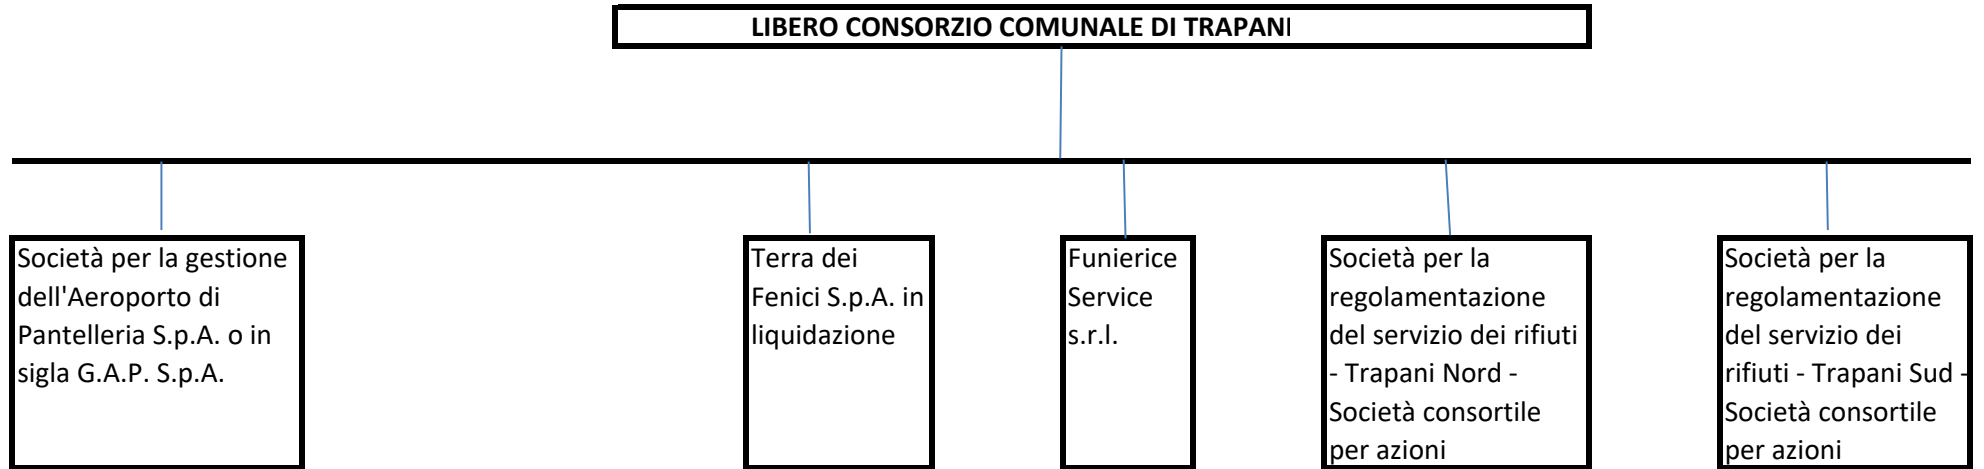 LIBERO CONSORZIO COMUNALE DI TRAPANI
Società per la gestione
dell'Aeroporto di
Pantelleria S.p.A. o in
sigla G.A.P. S.p.A.
Terra dei
Fenici S.p.A. in
liquidazione
Funierice
Service
s.r.l.
Società per la
regolamentazione
del servizio dei rifiuti
- Trapani Nord -
Società consortile
per azioni
Società per la
regolamentazione
del servizio dei
rifiuti - Trapani Sud -
Società consortile
per azioni